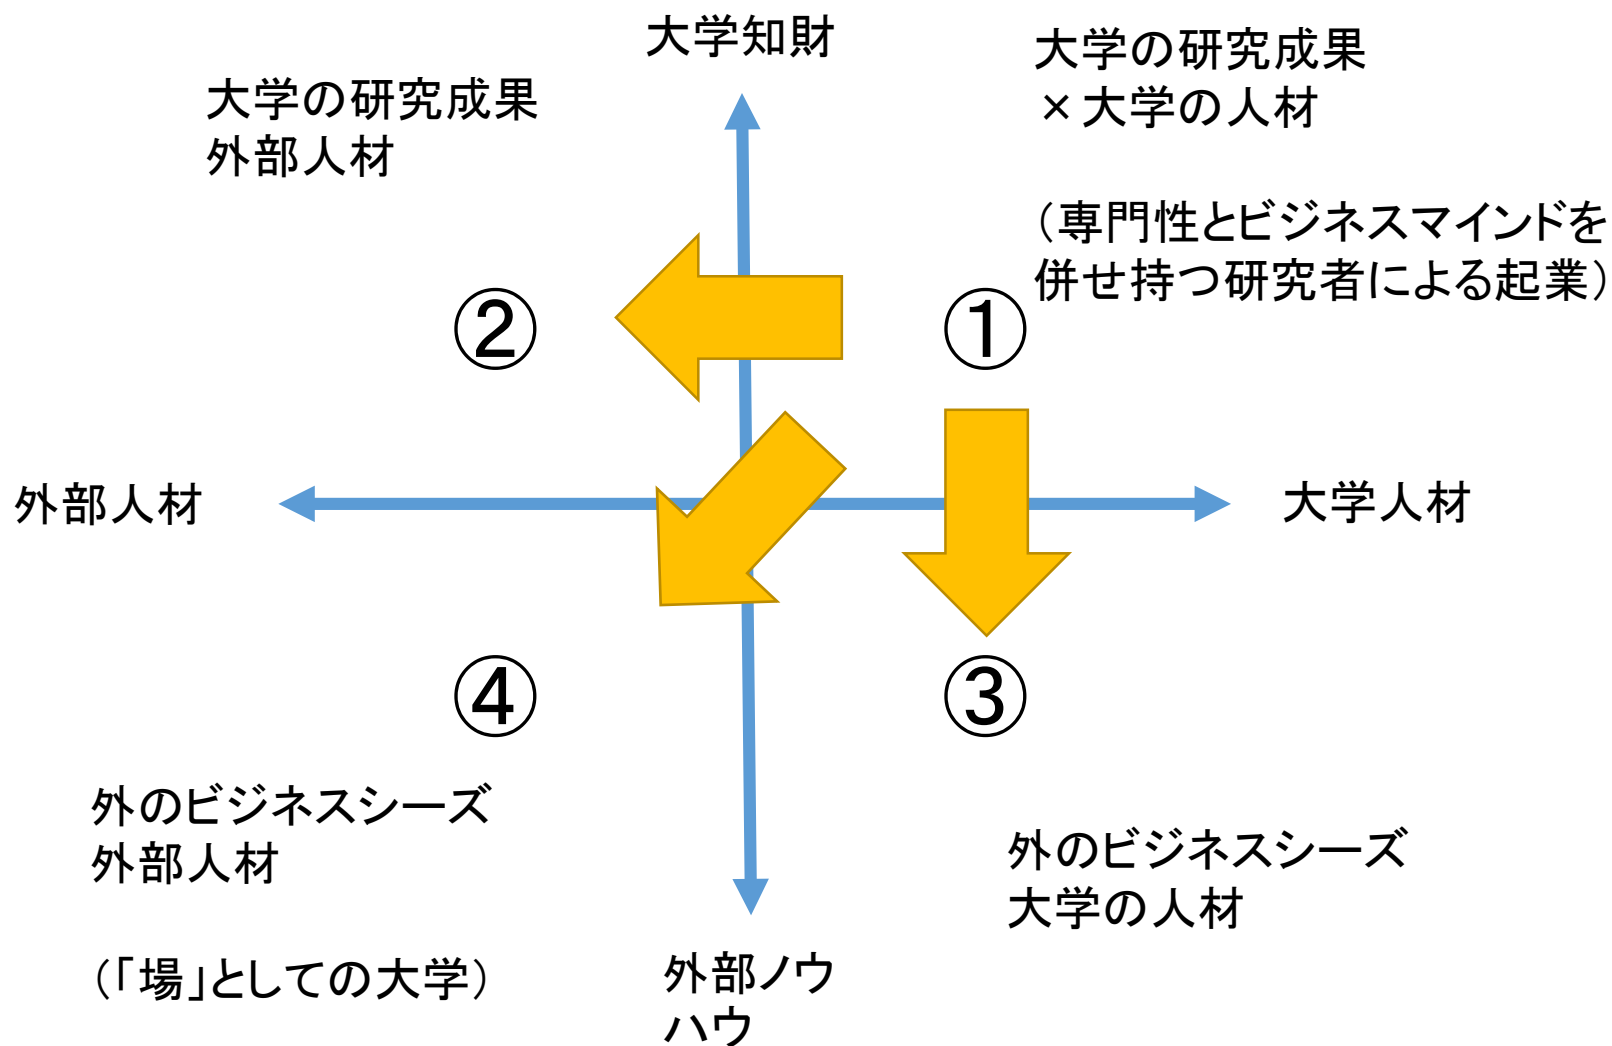 大学知財
大学の研究成果
×大学の人材
(専門性とビジネスマインドを
併せ持つ研究者による起業)
大学の研究成果
外部人材
②
①
外部人材
大学人材
④
③
外のビジネスシーズ
外部人材
(「場」としての大学)
外のビジネスシーズ
大学の人材
外部ノウ
ハウ